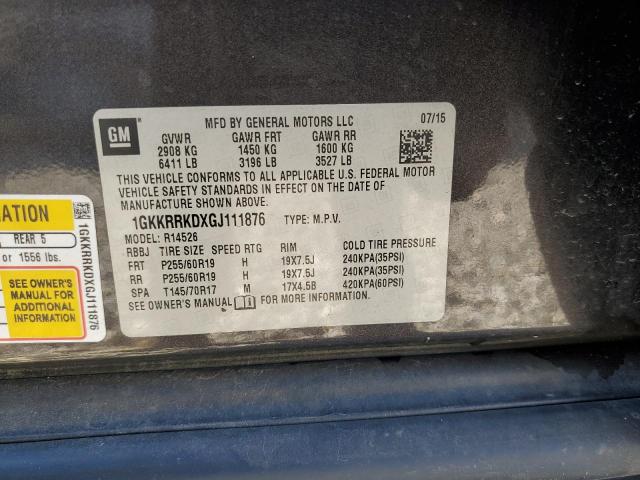 GM
MFD BY GENERAL MOTORS LLC 07/15
GVWR GAWR FRT GAWR RR
2908 KG 1450 KG 1600 KG
6411 LB 3196 LB 3527 LB
THIS VEHICLE CONFORMS TO ALL APPLICABLE U.S. FEDERAL MOTOR
VEHICLE SAFETY STANDARDS IN EFFECT ON THE DATE OF
MANUFACTURE SHOWN ABOVE.
1GKKRRKDXGJ111876 TYPE: M.P.V.
MODEL: R14526
RBBJ TIRE SIZE SPEED RTG RIM COLD TIRE PRESSURE
FRT P255/60R19 H 19X7.5J 240KPA(35PSI)
RR P255/60R19 H 19X7.5J 240KPA(35PSI)
SPA T145/70R17 M 17X4.5B 420KPA(60PSI)
SEE OWNER'S MANUAL FOR MORE INFORMATION.
REAR 5
or 1556 lbs.
SEE OWNER'S
MANUAL FOR
ADDITIONAL
INFORMATION
1GKKRRKDXGJ111876